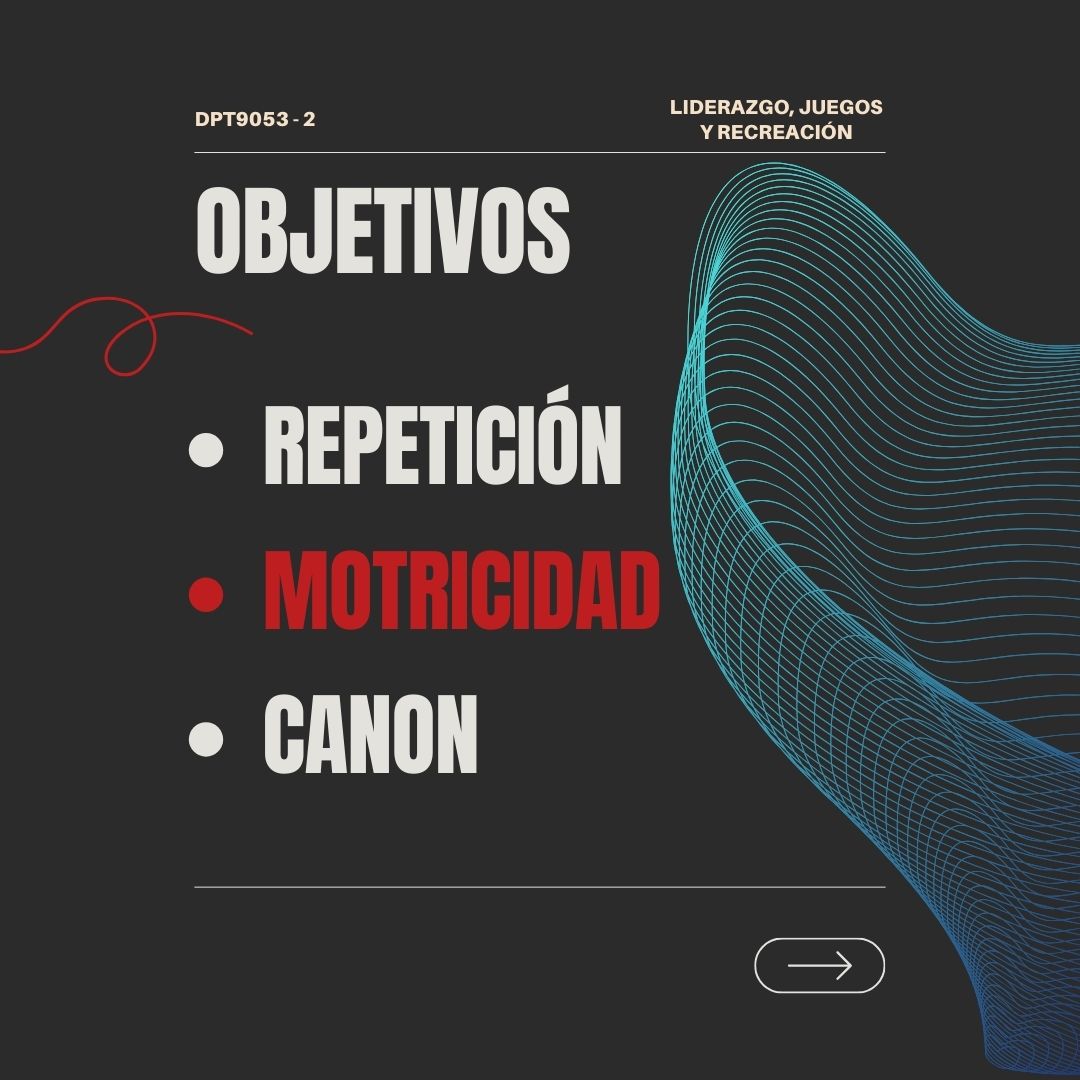 DPT9053 - 2
LIDERAZGO, JUEGOS
Y RECREACIÓN
OBJETIVOS
REPETICIÓN
MOTRICIDAD
CANON